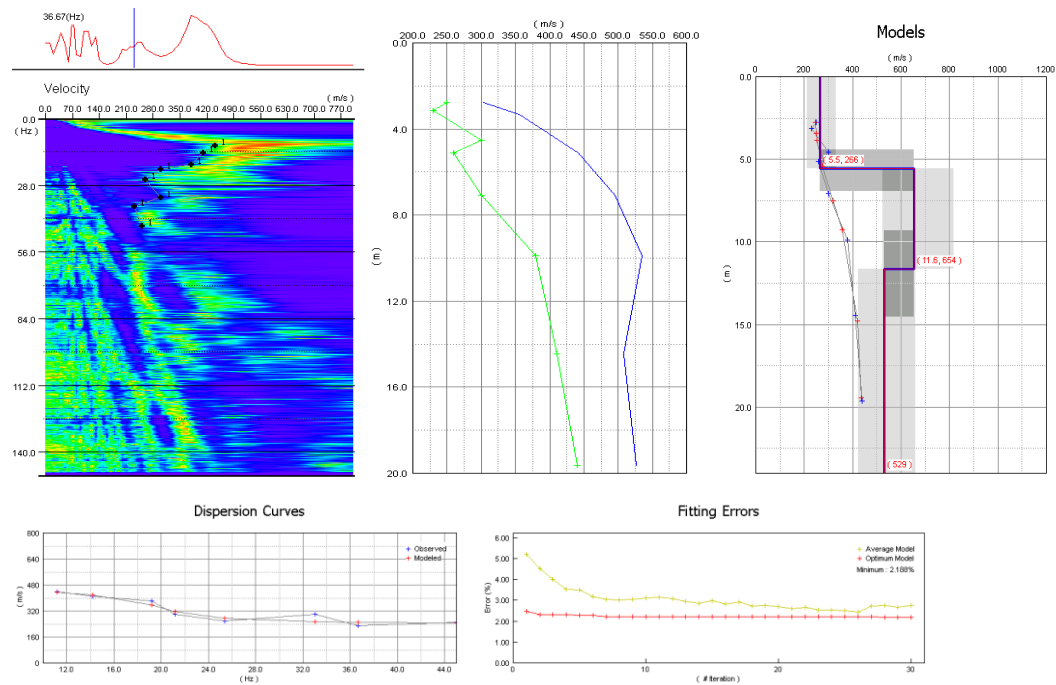 36.67(Hz)
Velocity
( m/s )
0.0 70.0 140.0 210.0 280.0 350.0 420.0 490.0 560.0 630.0 700.0 770.0
0.0
( Hz )
28.0
56.0
84.0
112.0
140.0
( m/s )
200.0 250.0 300.0 350.0 400.0 450.0 500.0 550.0 600.0
0.0
4.0
8.0
( m )
12.0
16.0
20.0
Models
( m/s )
0 200 400 600 800 1000 1200
0.0
5.0
10.0
( m )
15.0
20.0
( 5.5, 266 )
( 11.6, 654 )
( 529 )
Dispersion Curves
800
640
480
( m/s )
320
160
0
Observed
Modeled
12.0 16.0 20.0 24.0 28.0 32.0 36.0 40.0 44.0
( Hz )
Fitting Errors
6.00
5.00
4.00
Error (%)
3.00
2.00
1.00
0.00
Average Model
Optimum Model
Minimum : 2.188%
0 10 20 30
( # Iteration )